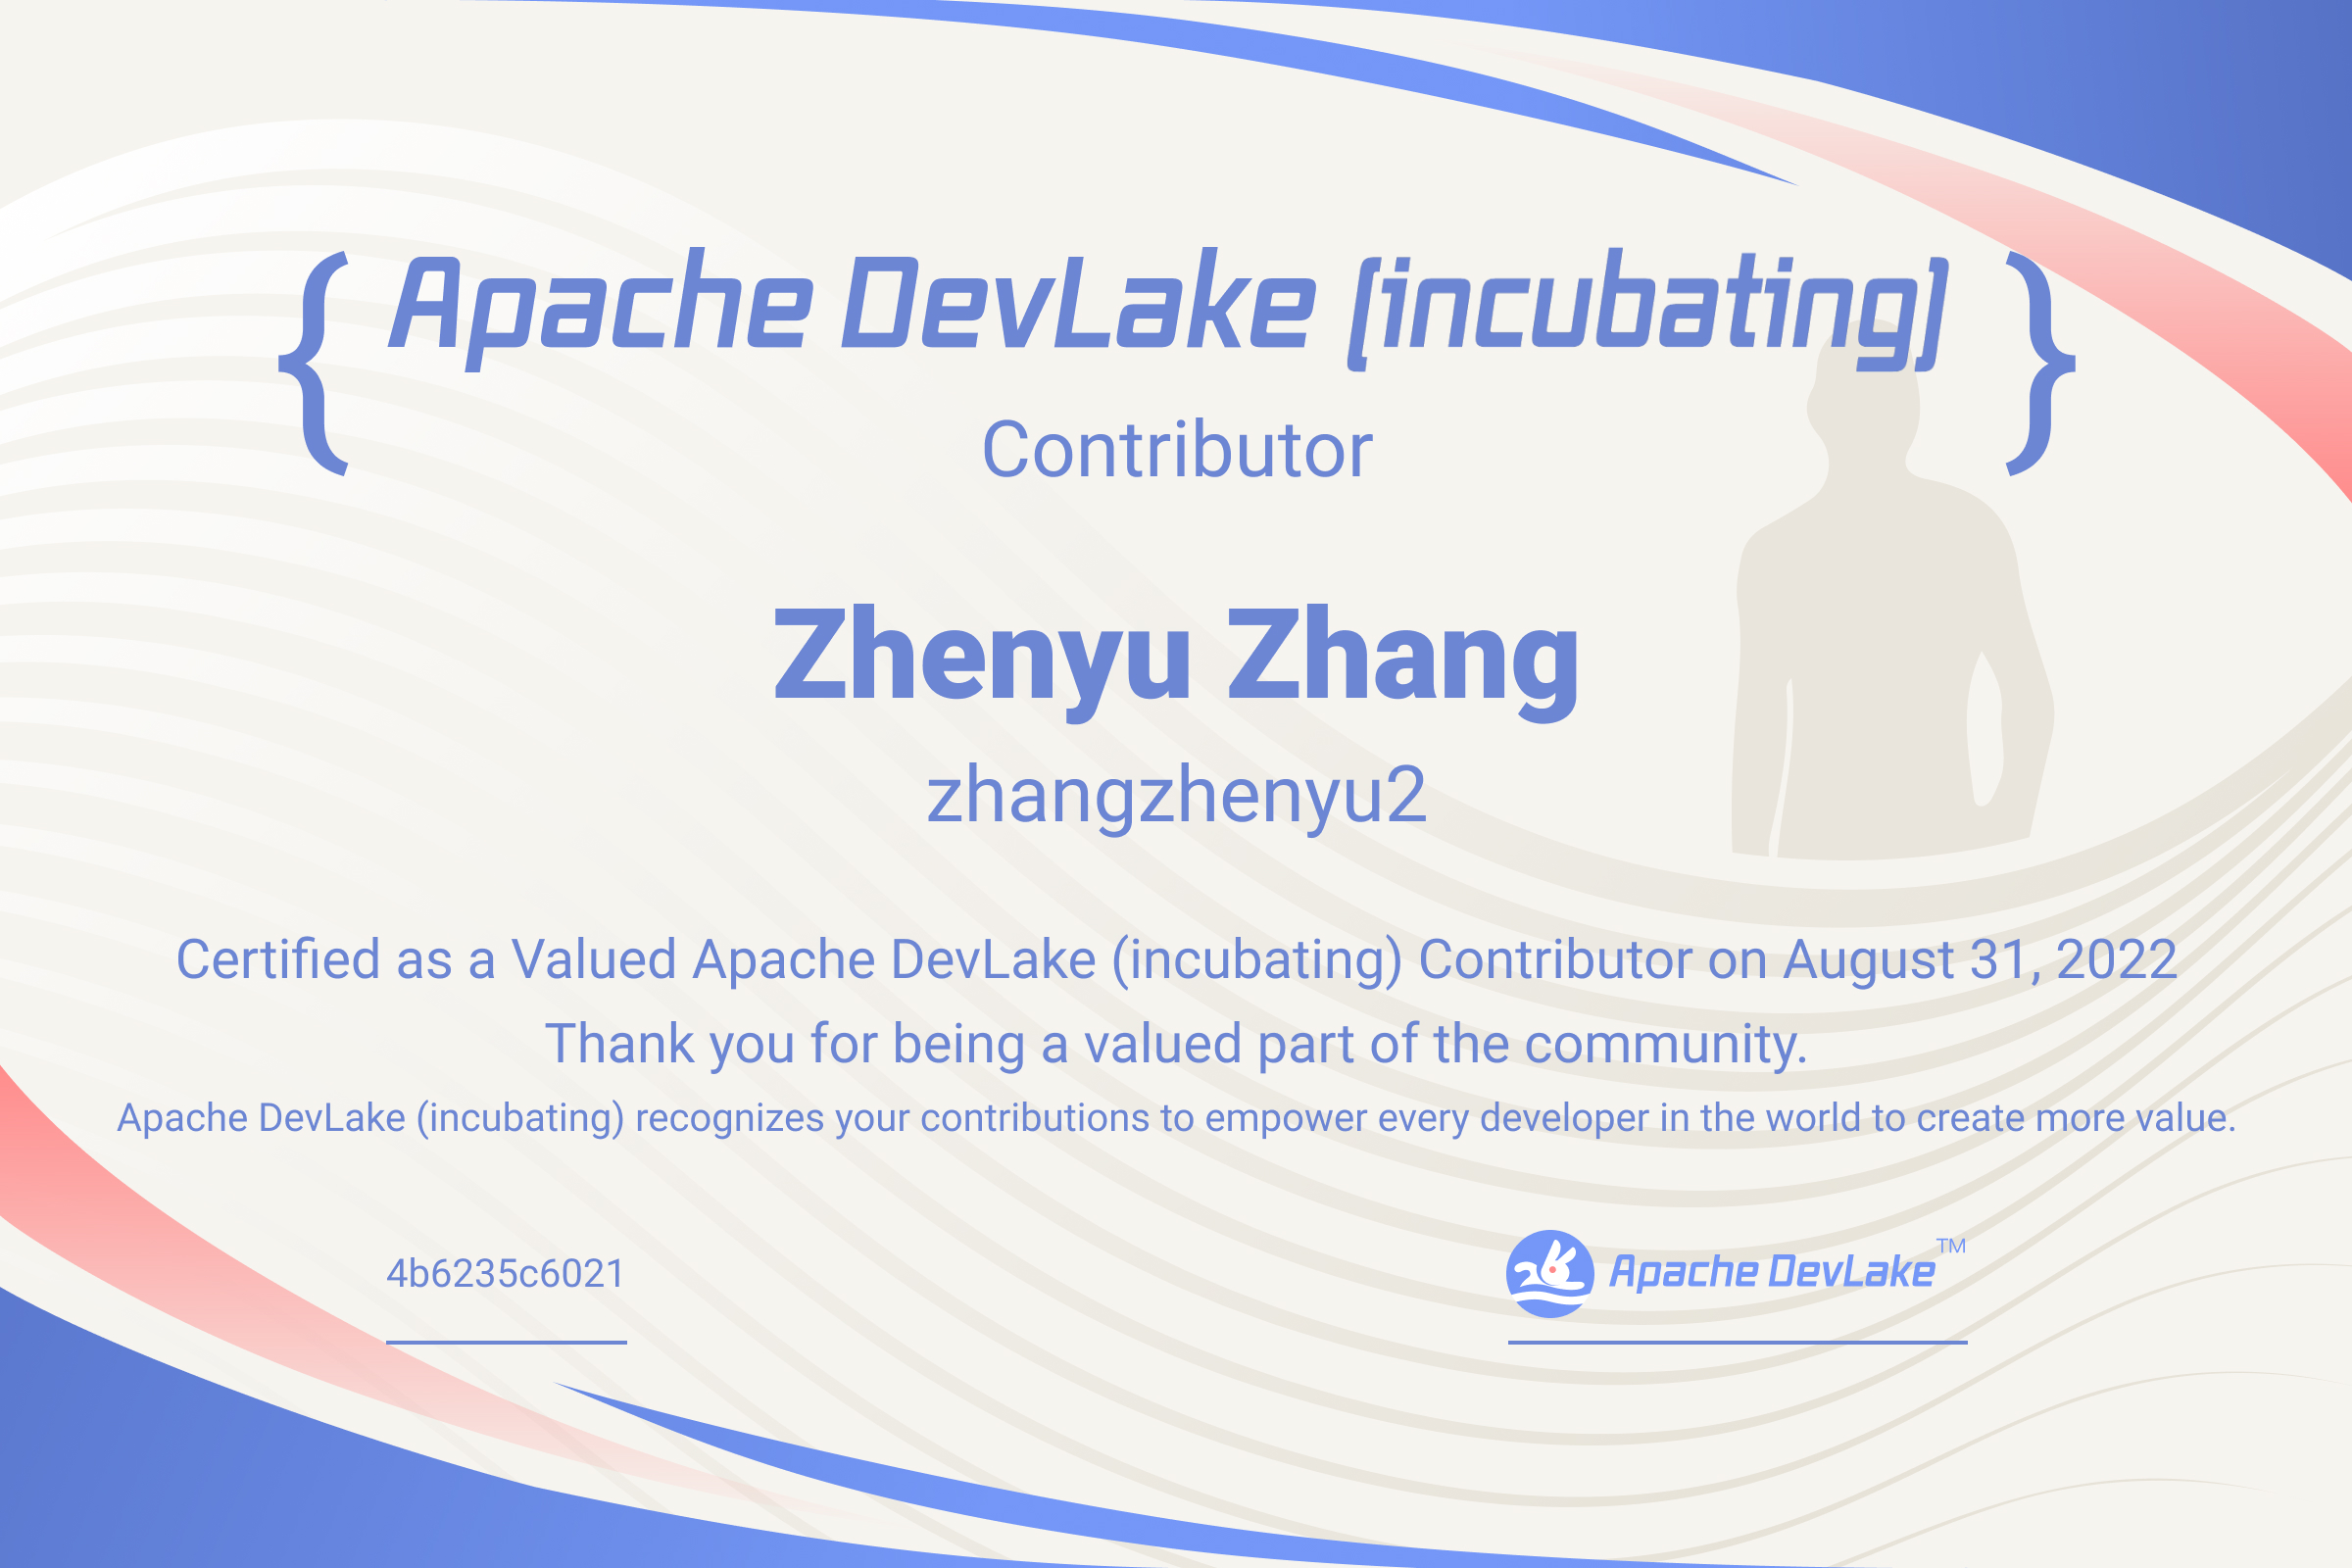 { Apache DevLake (incubating) }
Contributor
Zhenyu Zhang
zhangzhenyu2
Certified as a Valued Apache DevLake (incubating) Contributor on August 31, 2022
Thank you for being a valued part of the community.
Apache DevLake (incubating) recognizes your contributions to empower every developer in the world to create more value.
4b6235c6021
Apache DevLake™